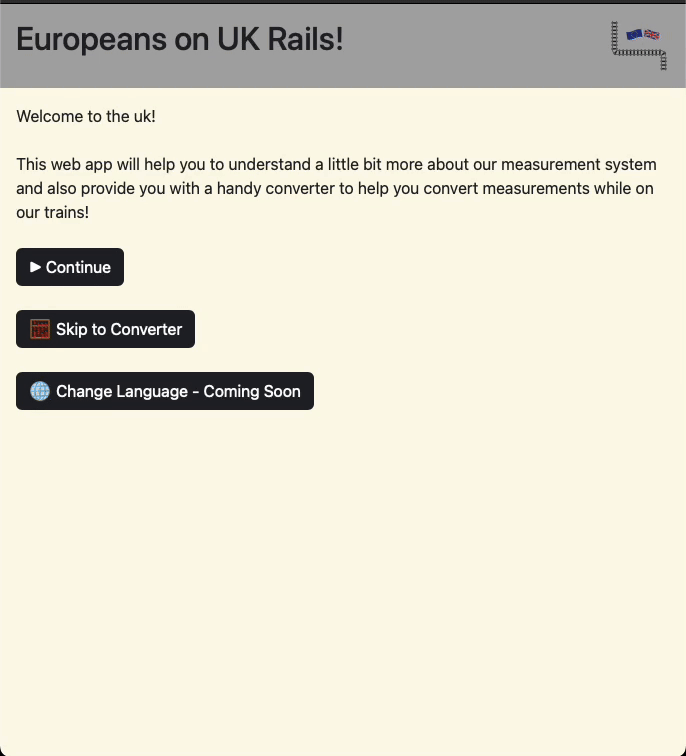 Europeans on UK Rails!
Welcome to the uk!
This web app will help you to understand a little bit more about our measurement system
and also provide you with a handy converter to help you convert measurements while on
our trains!
Continue
Skip to Converter
Change Language - Coming Soon